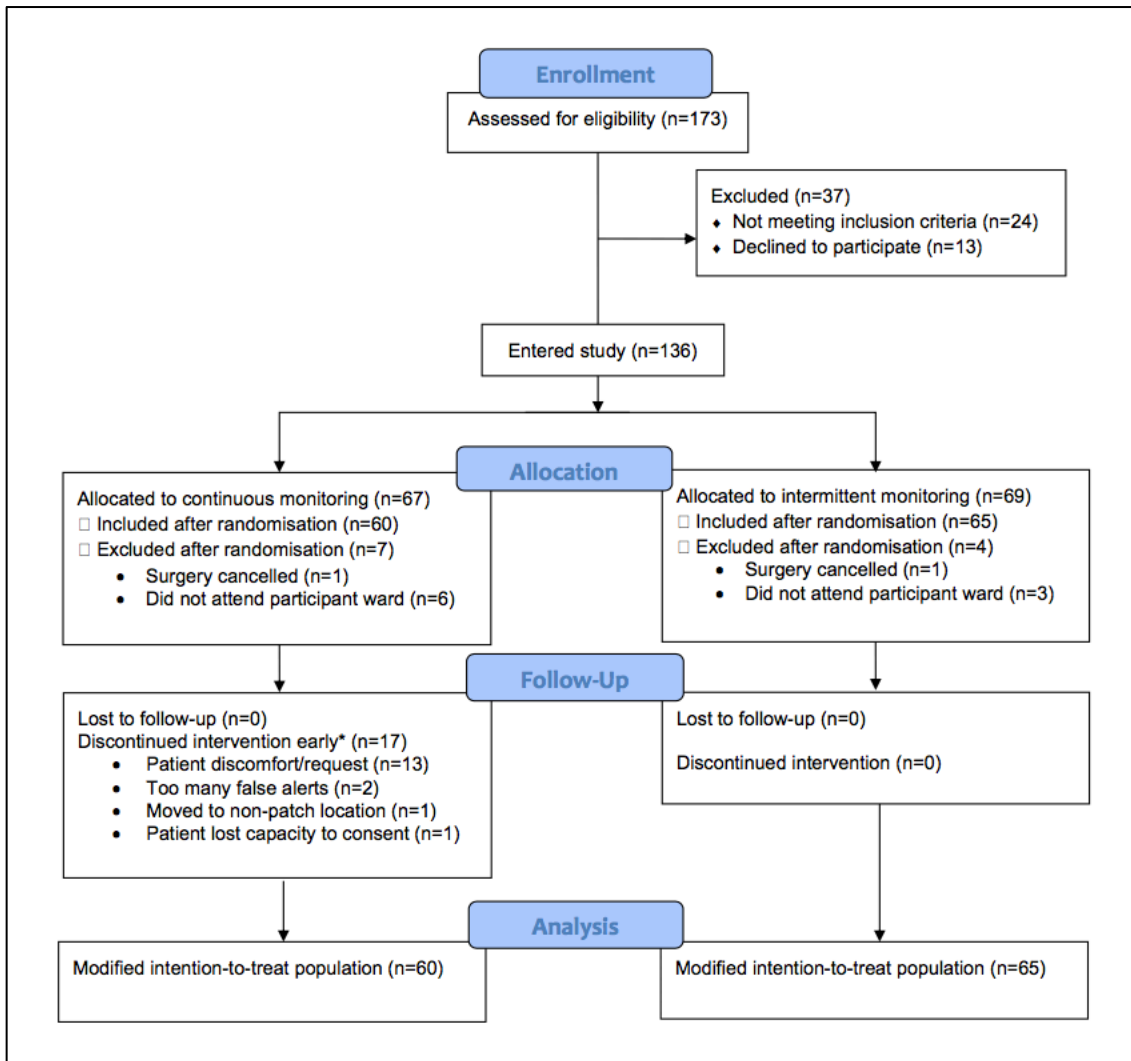 Enrollment
Assessed for eligibility (n=173)
Excluded (n=37)
⬧ Not meeting inclusion criteria (n=24)
⬧ Declined to participate (n=13)
Entered study (n=136)
Allocation
Allocated to continuous monitoring (n=67)
□ Included after randomisation (n=60)
□ Excluded after randomisation (n=7)
• Surgery cancelled (n=1)
• Did not attend participant ward (n=6)
Allocated to intermittent monitoring (n=69)
□ Included after randomisation (n=65)
□ Excluded after randomisation (n=4)
• Surgery cancelled (n=1)
• Did not attend participant ward (n=3)
Follow-Up
Lost to follow-up (n=0)
Discontinued intervention early* (n=17)
• Patient discomfort/request (n=13)
• Too many false alerts (n=2)
• Moved to non-patch location (n=1)
• Patient lost capacity to consent (n=1)
Lost to follow-up (n=0)
Discontinued intervention (n=0)
Analysis
Modified intention-to-treat population (n=60)
Modified intention-to-treat population (n=65)